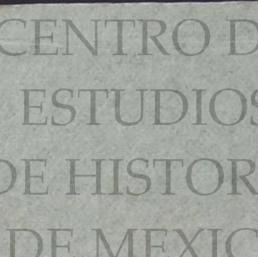 CENTRO D
ESTUDIOS
DE HISTOR
DE MEXIC